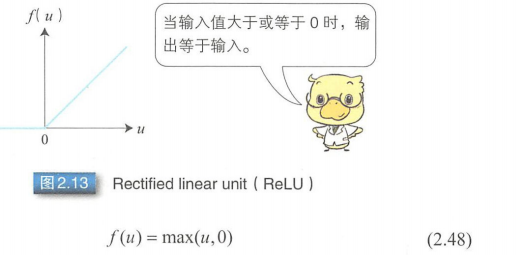 f( u )
当输入值大于或等于 0 时，输
出等于输入。
u
0
图2.13 Rectified linear unit ( ReLU )
f(u) = max(u,0) (2.48)